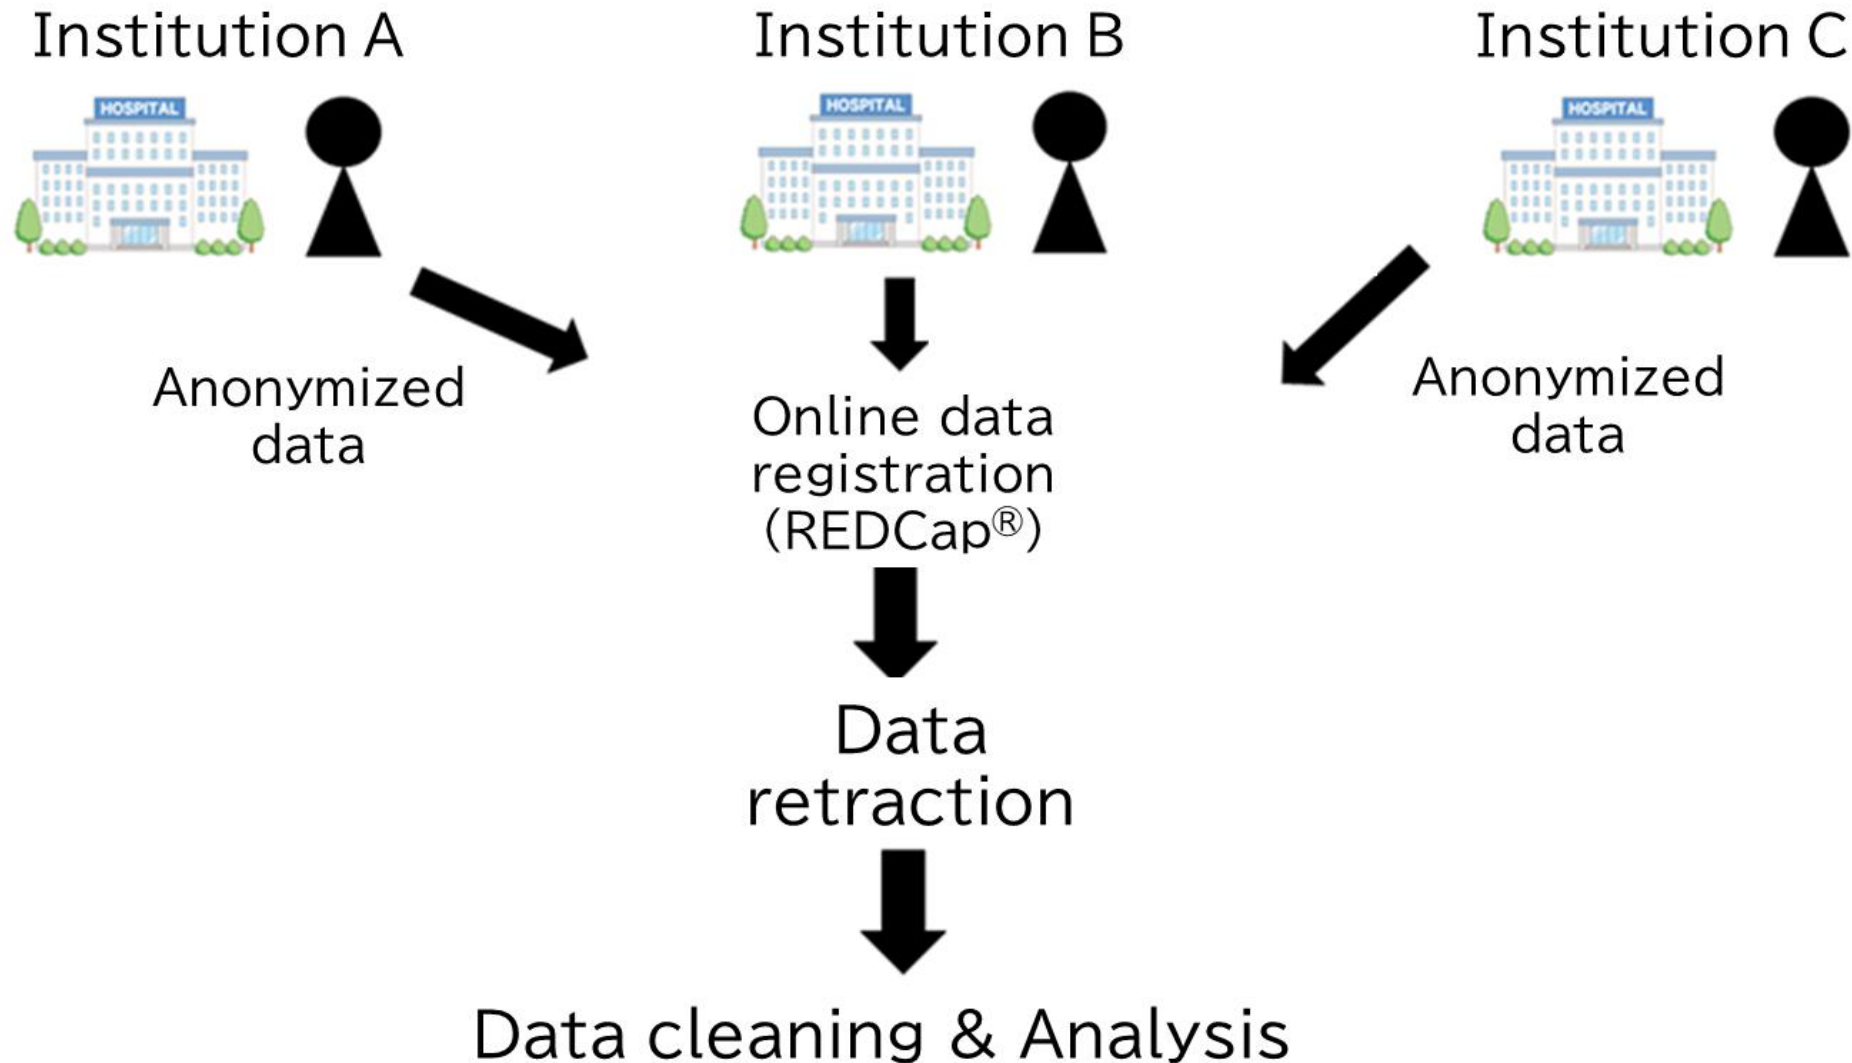 Institution A
Institution B
Institution C
HOSPITAL
HOSPITAL
HOSPITAL
Anonymized
data
Online data
registration
(REDCap®)
Anonymized
data
Data
retraction
Data cleaning & Analysis